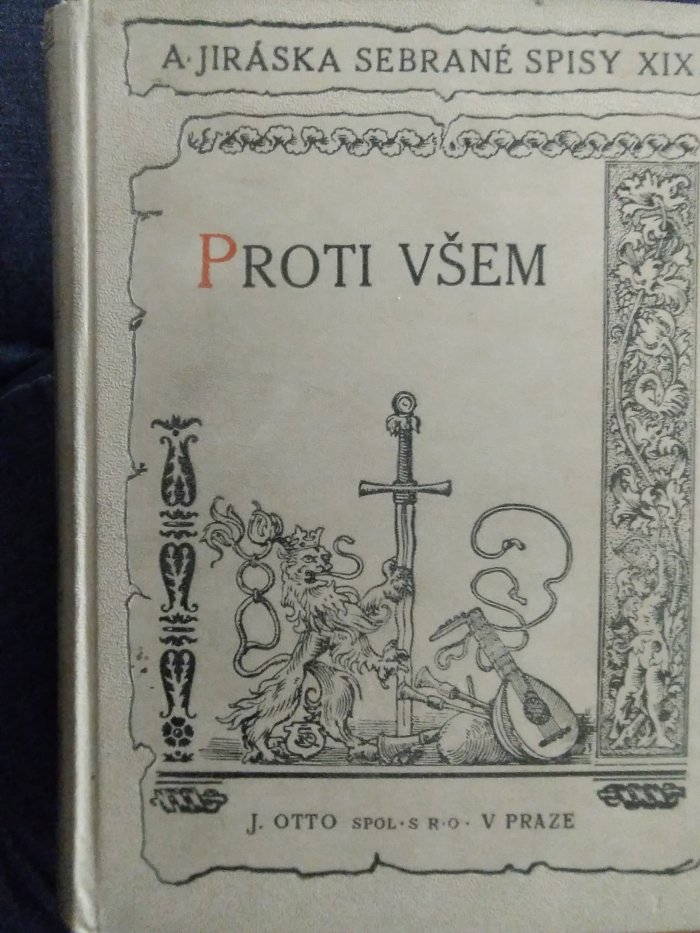 A·JIRÁSKA SEBRANÉ SPISY XIX
PROTI VŠEM
J. OTTO SPOL·S R·O· V PRAZE